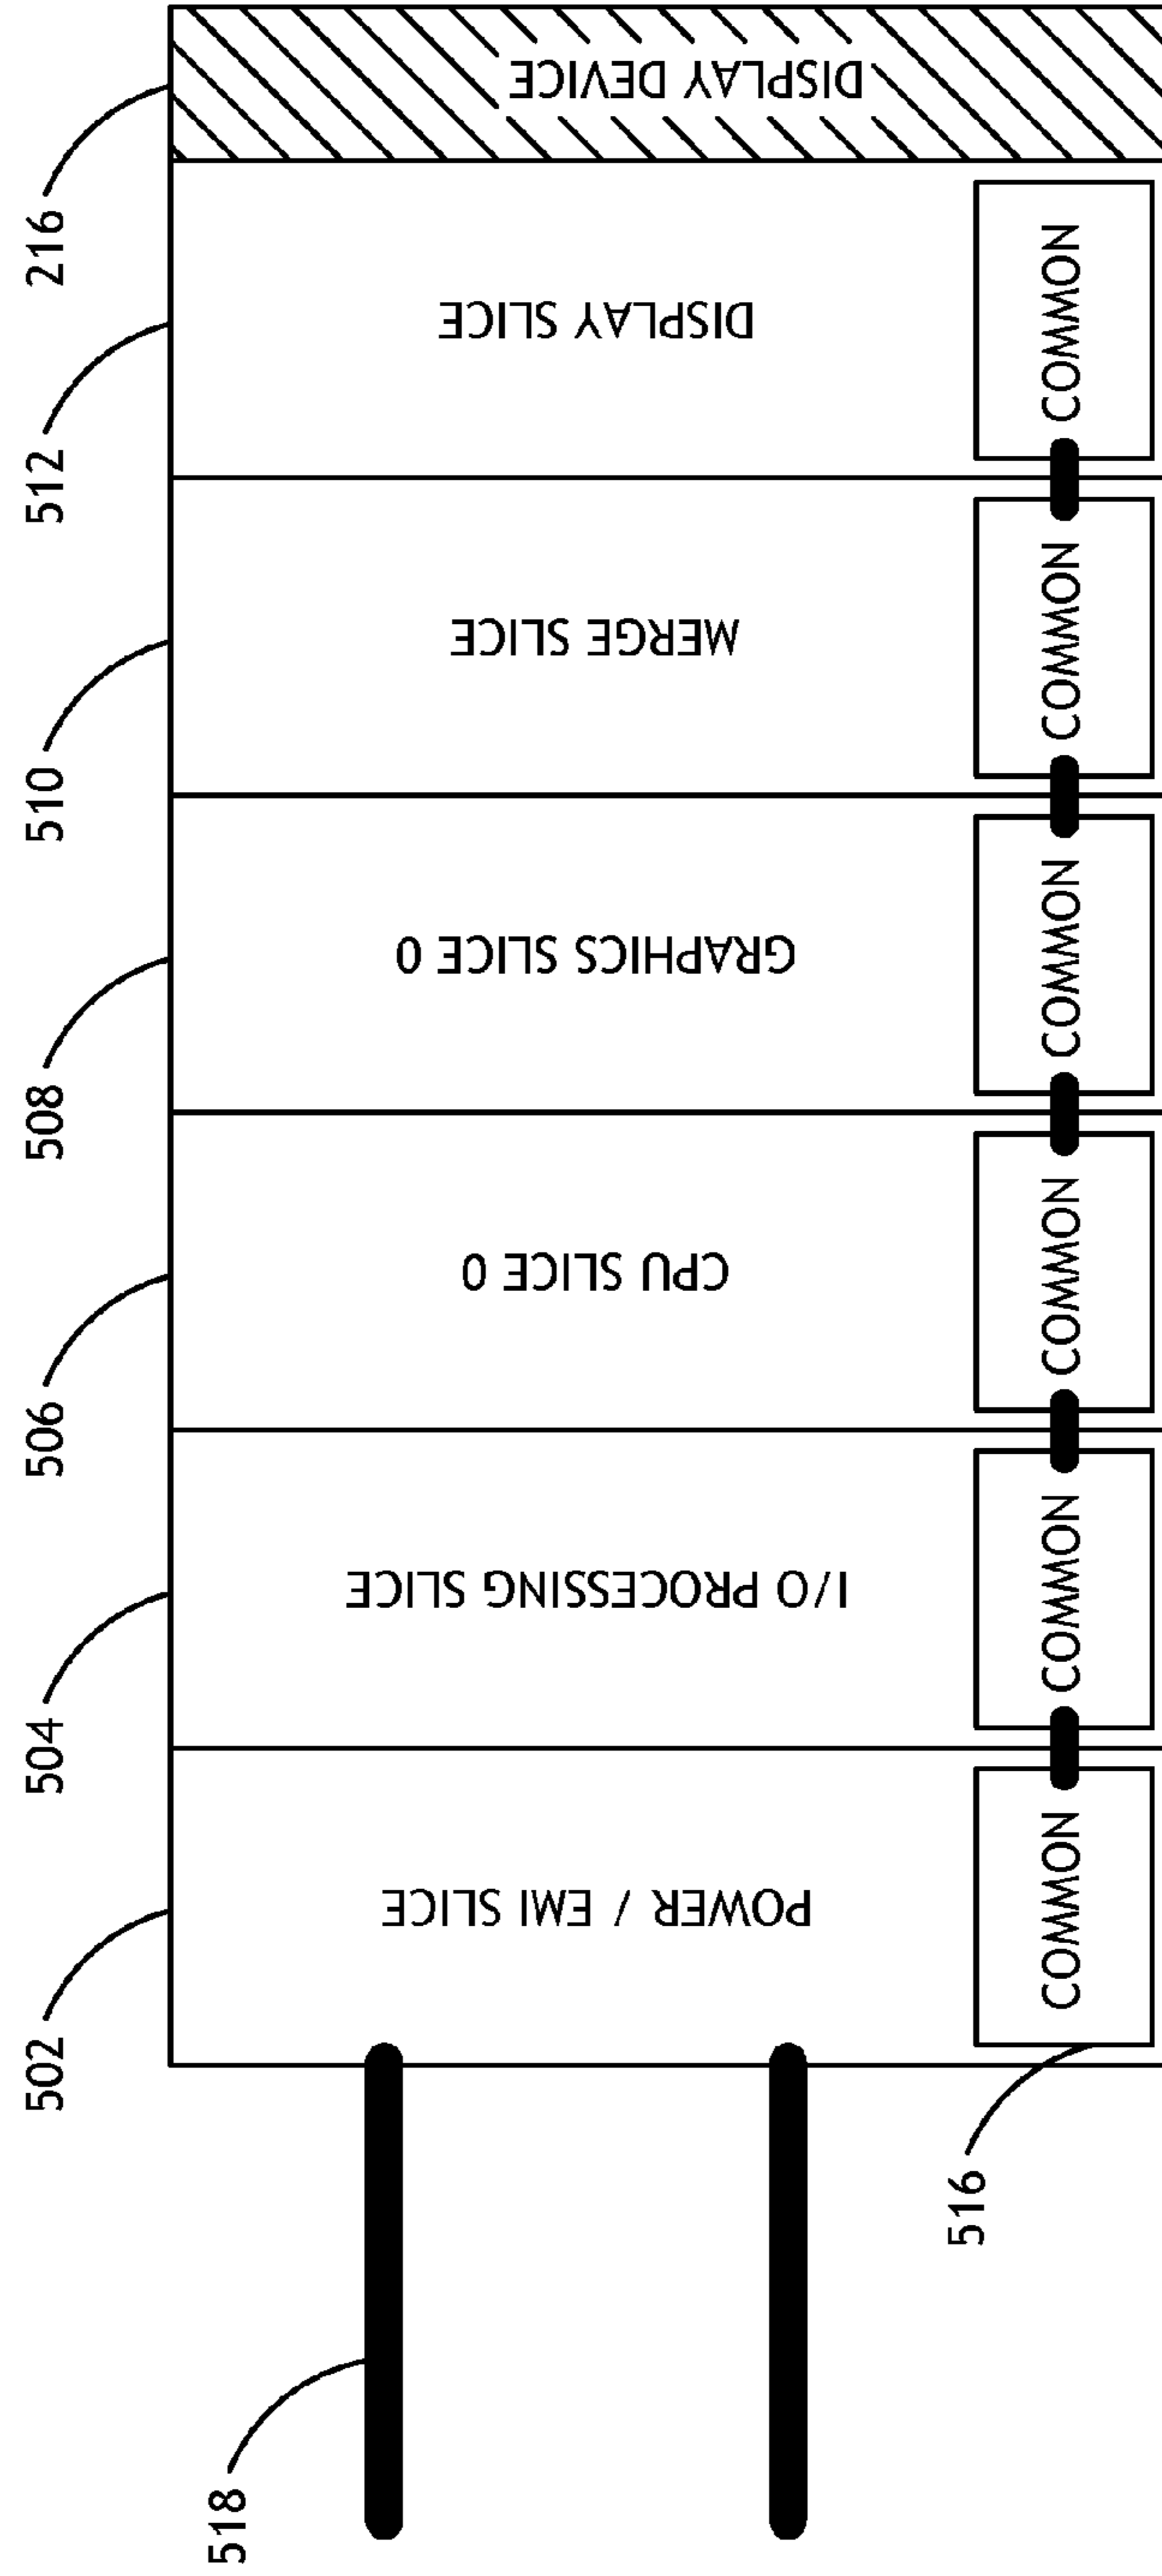 216
DISPLAY DEVICE
512
DISPLAY SLICE
COMMON
510
MERGE SLICE
COMMON
508
GRAPHICS SLICE 0
COMMON
506
CPU SLICE 0
COMMON
504
I/O PROCESSING SLICE
COMMON
502
POWER / EMI SLICE
COMMON
516
518